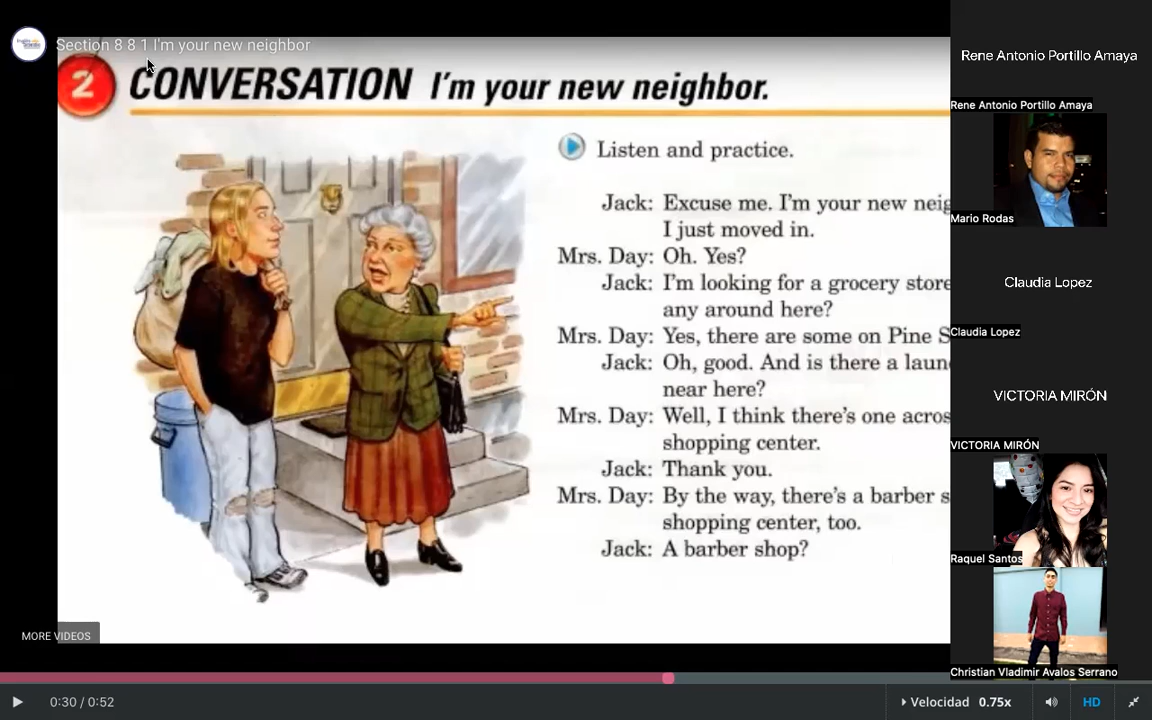 Section 8 8 1 I'm your new neighbor
2 CONVERSATION I'm your new neighbor.
Listen and practice.
Jack: Excuse me. I'm your new neig
I just moved in.
Mrs. Day: Oh. Yes?
Jack: I'm looking for a grocery store
any around here?
Mrs. Day: Yes, there are some on Pine S
Jack: Oh, good. And is there a laun
near here?
Mrs. Day: Well, I think there's one acros
shopping center.
Jack: Thank you.
Mrs. Day: By the way, there's a barber s
shopping center, too.
Jack: A barber shop?
MORE VIDEOS
0:30 / 0:52
Velocidad 0.75x
HD
Rene Antonio Portillo Amaya
Rene Antonio Portillo Amaya
Mario Rodas
Claudia Lopez
Claudia Lopez
VICTORIA MIRÓN
VICTORIA MIRÓN
Raquel Santos
Christian Vladimir Avalos Serrano